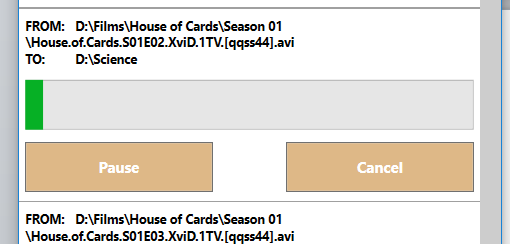 FROM: D:\Films\House of Cards\Season 01
\House.of.Cards.S01E02.XviD.1TV.[qqss44].avi
TO: D:\Science
Pause Cancel
FROM: D:\Films\House of Cards\Season 01
\House.of.Cards.S01E03.XviD.1TV.[qqss44].avi